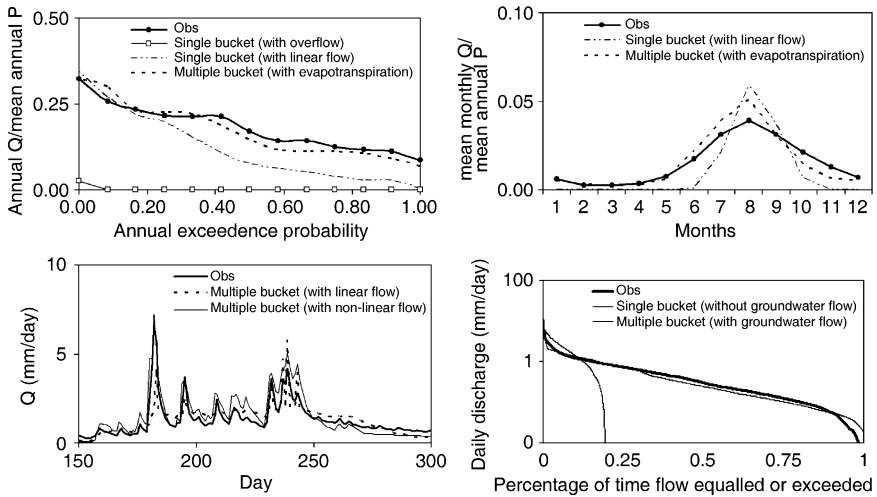 0.50
0.25
0.00
Annual Q/mean annual P
Obs
Single bucket (with overflow)
Single bucket (with linear flow)
Multiple bucket (with evapotranspiration)
0.00 0.20 0.40 0.60 0.80 1.00
Annual exceedence probability
0.10
0.05
0.00
mean monthly Q/
mean annual P
Obs
Single bucket (with linear flow)
Multiple bucket (with evapotranspiration)
1 2 3 4 5 6 7 8 9 10 11 12
Months
10
5
0
Q (mm/day)
Obs
Multiple bucket (with linear flow)
Multiple bucket (with non-linear flow)
150 200 250 300
Day
100
1
0
Daily discharge (mm/day)
Obs
Single bucket (without groundwater flow)
Multiple bucket (with groundwater flow)
0 0.25 0.5 0.75 1
Percentage of time flow equalled or exceeded